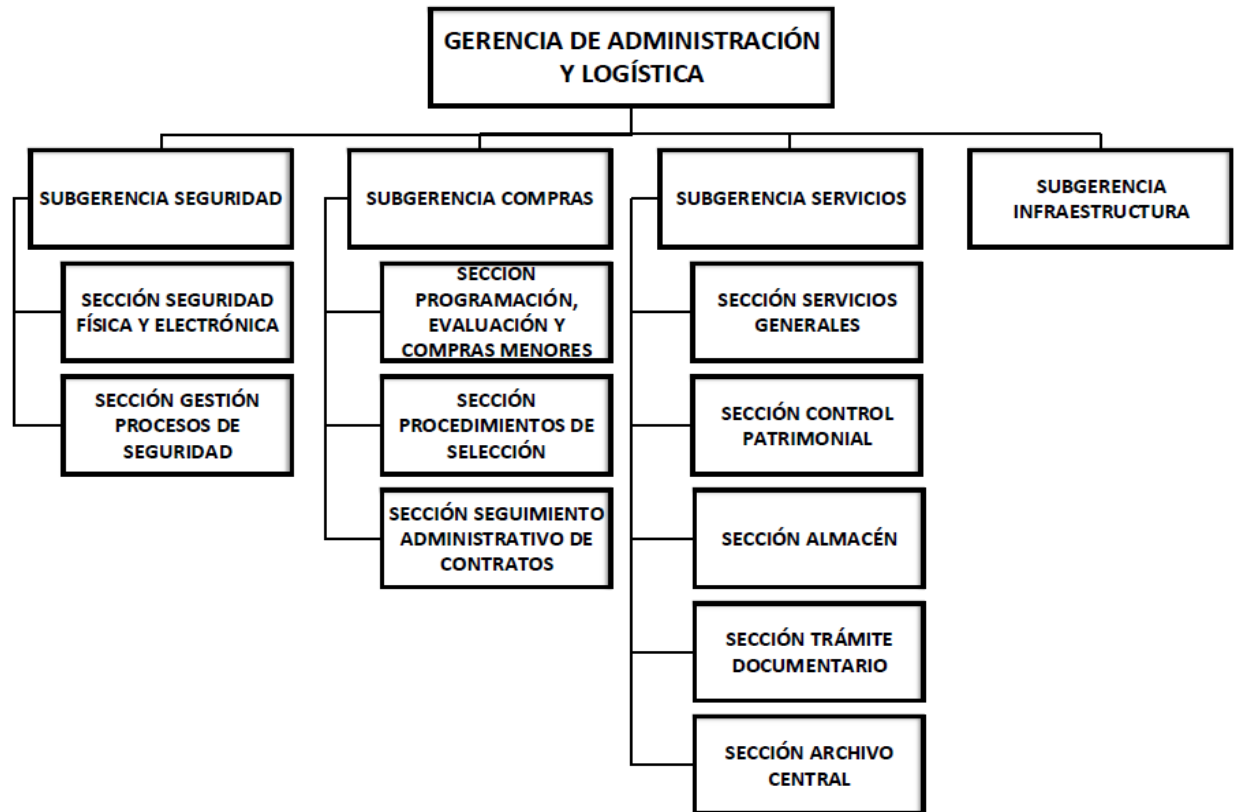 GERENCIA DE ADMINISTRACIÓN
Y LOGÍSTICA
SUBGERENCIA SEGURIDAD
SECCIÓN SEGURIDAD
FÍSICA Y ELECTRÓNICA
SECCIÓN GESTIÓN
PROCESOS DE
SEGURIDAD
SUBGERENCIA COMPRAS
SECCIÓN
PROGRAMACIÓN,
EVALUACIÓN Y
COMPRAS MENORES
SECCIÓN
PROCEDIMIENTOS DE
SELECCIÓN
SECCIÓN SEGUIMIENTO
ADMINISTRATIVO DE
CONTRATOS
SUBGERENCIA SERVICIOS
SECCIÓN SERVICIOS
GENERALES
SECCIÓN CONTROL
PATRIMONIAL
SECCIÓN ALMACÉN
SECCIÓN TRÁMITE
DOCUMENTARIO
SECCIÓN ARCHIVO
CENTRAL
SUBGERENCIA
INFRAESTRUCTURA